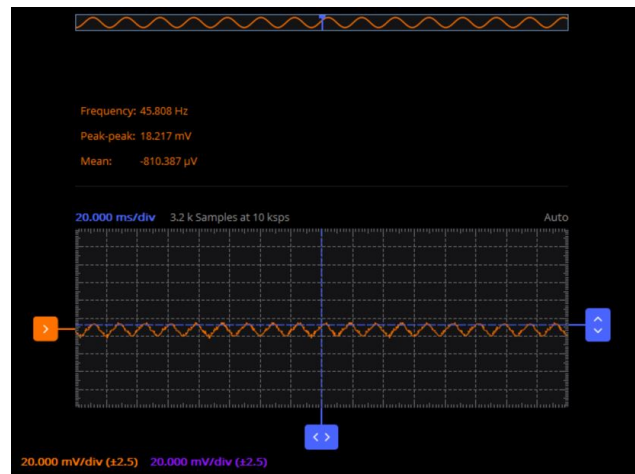 Frequency: 45.808 Hz
Peak-peak: 18.217 mV
Mean: -810.387 µV
20.000 ms/div 3.2 k Samples at 10 ksps Auto
20.000 mV/div (±2.5) 20.000 mV/div (±2.5)